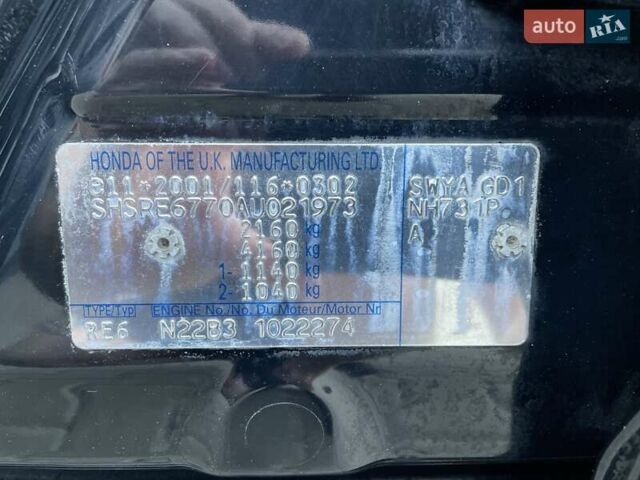 auto RIA
HONDA OF THE U.K. MANUFACTURING LTD
e11*2001/116*0302 SWYA GD1
SHSRE6770AU021973 NH731P
2160 kg A
4160 kg
1- 1140 kg
2- 1040 kg
TYPE/Typ ENGINE No./No. Du Moteur/Motor Nr
RE6 N22B3 1022274